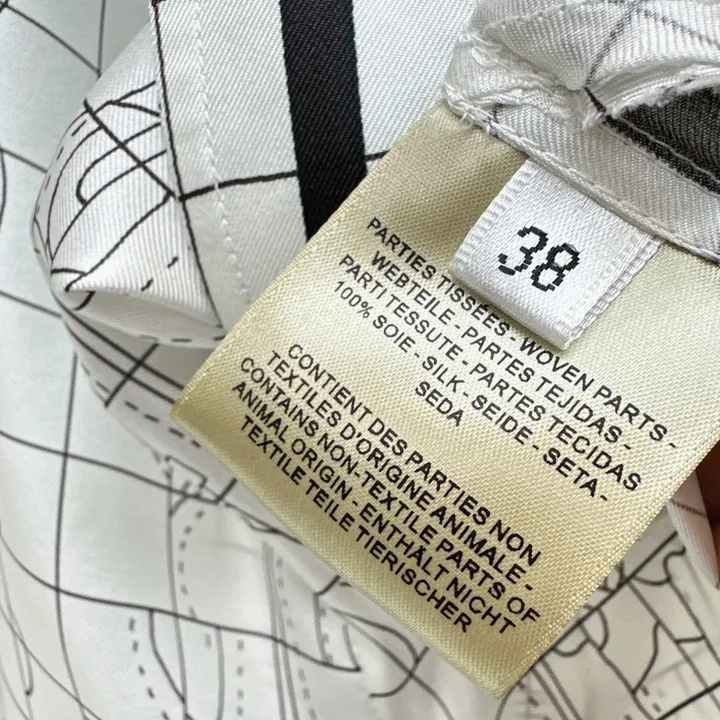 38
PARTIES TISSÉES - WOVEN PARTS -
WEBTEILE - PARTES TEJIDAS -
PARTI TESSUTE - PARTES TECIDAS
100% SOIE - SILK - SEIDE - SETA -
SEDA
CONTIENT DES PARTIES NON
TEXTILES D'ORIGINE ANIMALE -
CONTAINS NON-TEXTILE PARTS OF
ANIMAL ORIGIN - ENTHÄLT NICHT
TEXTILE TEILE TIERISCHER